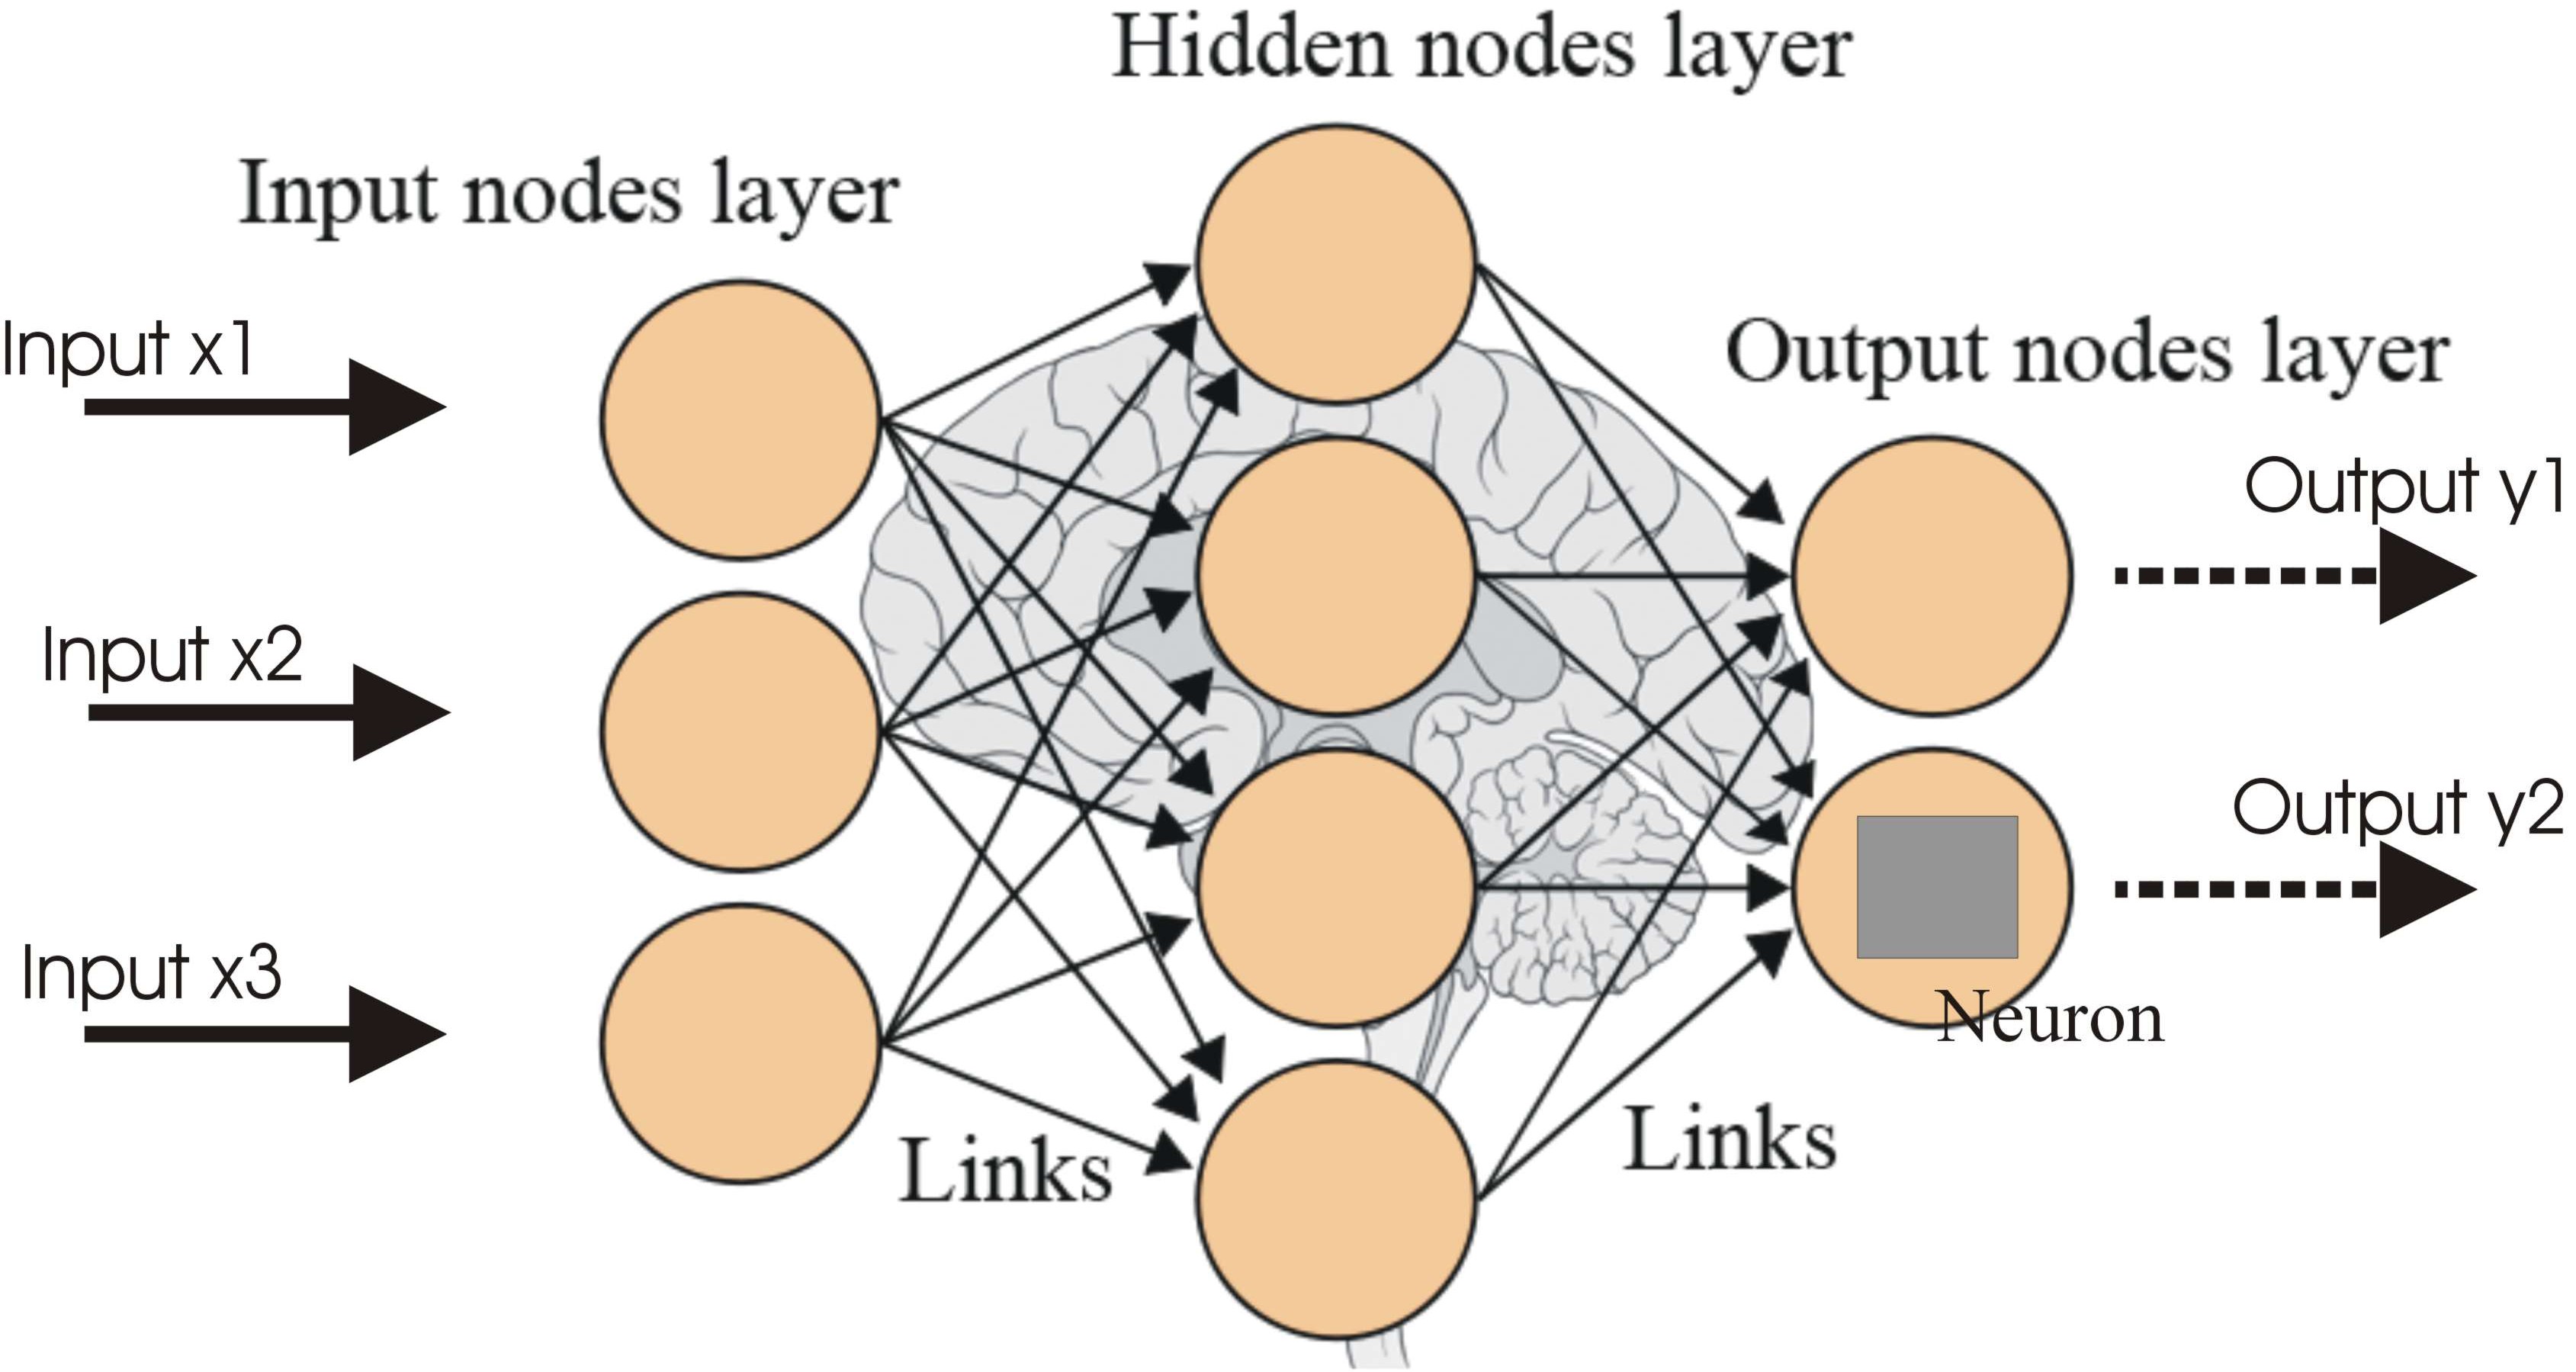 Hidden nodes layer
Input nodes layer
Input x1
Output nodes layer
Output y1
Input x2
Output y2
Input x3
Neuron
Links
Links